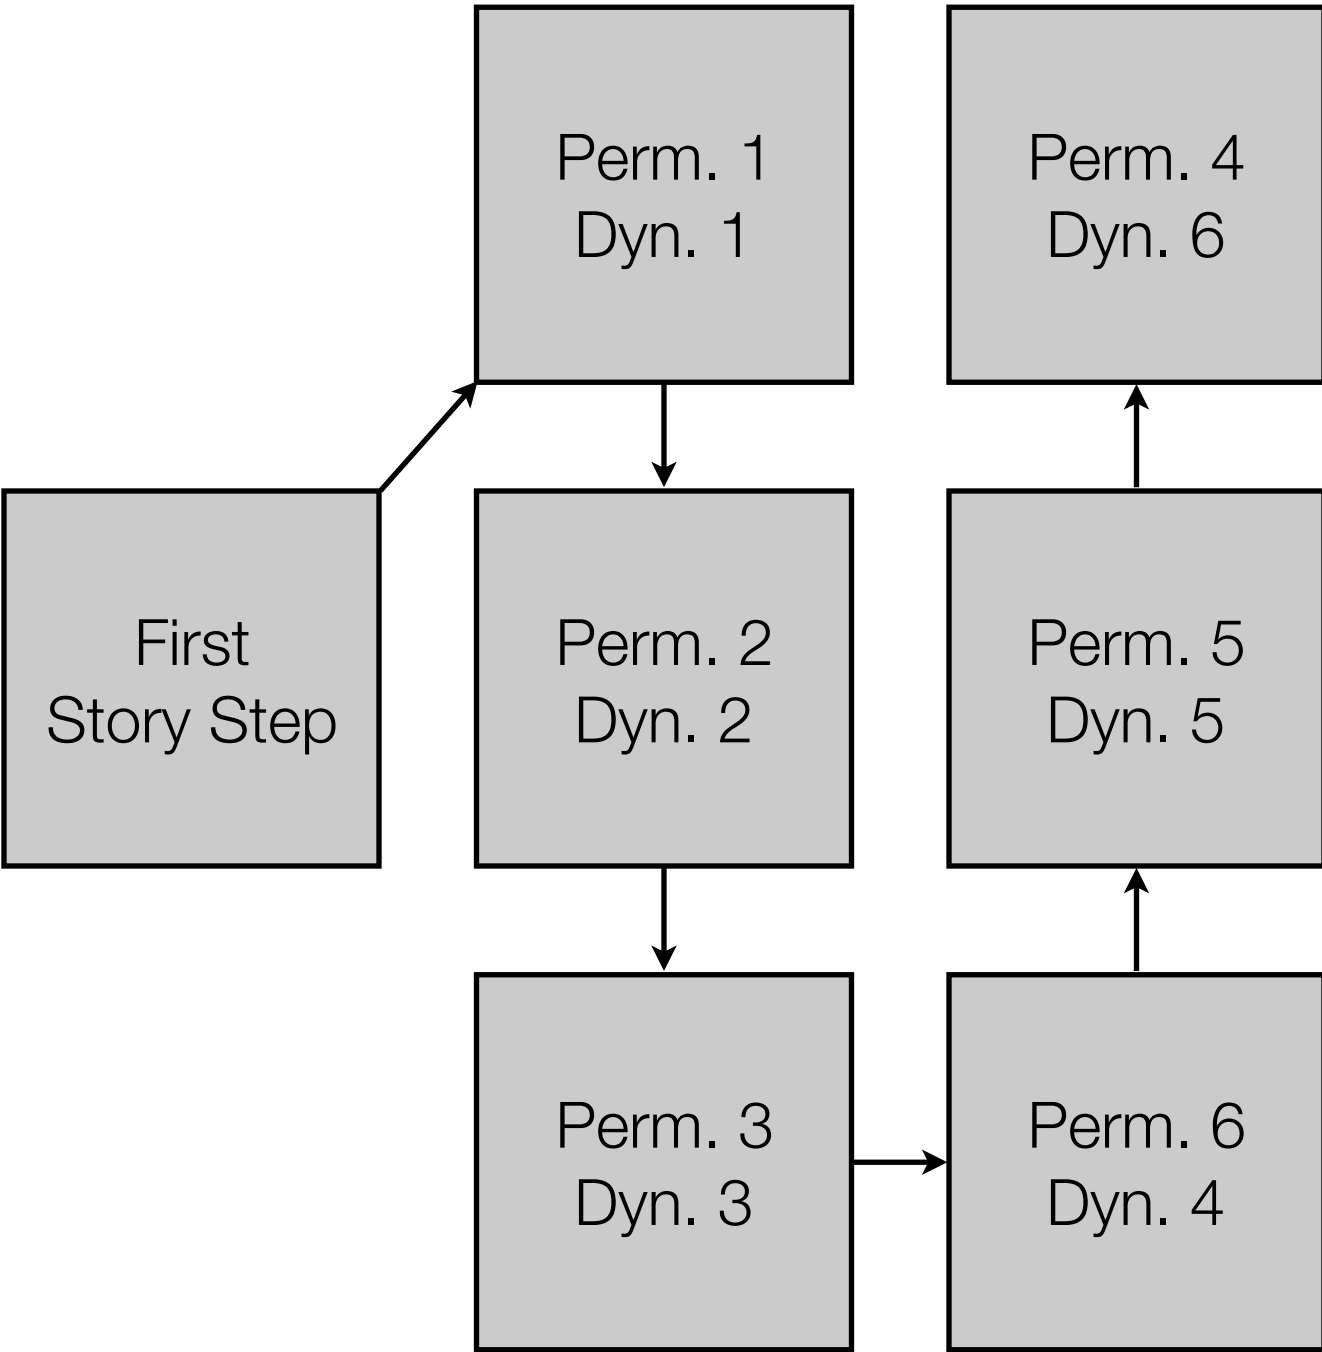 Perm. 1
Dyn. 1
Perm. 4
Dyn. 6
First
Story Step
Perm. 2
Dyn. 2
Perm. 5
Dyn. 5
Perm. 3
Dyn. 3
Perm. 6
Dyn. 4